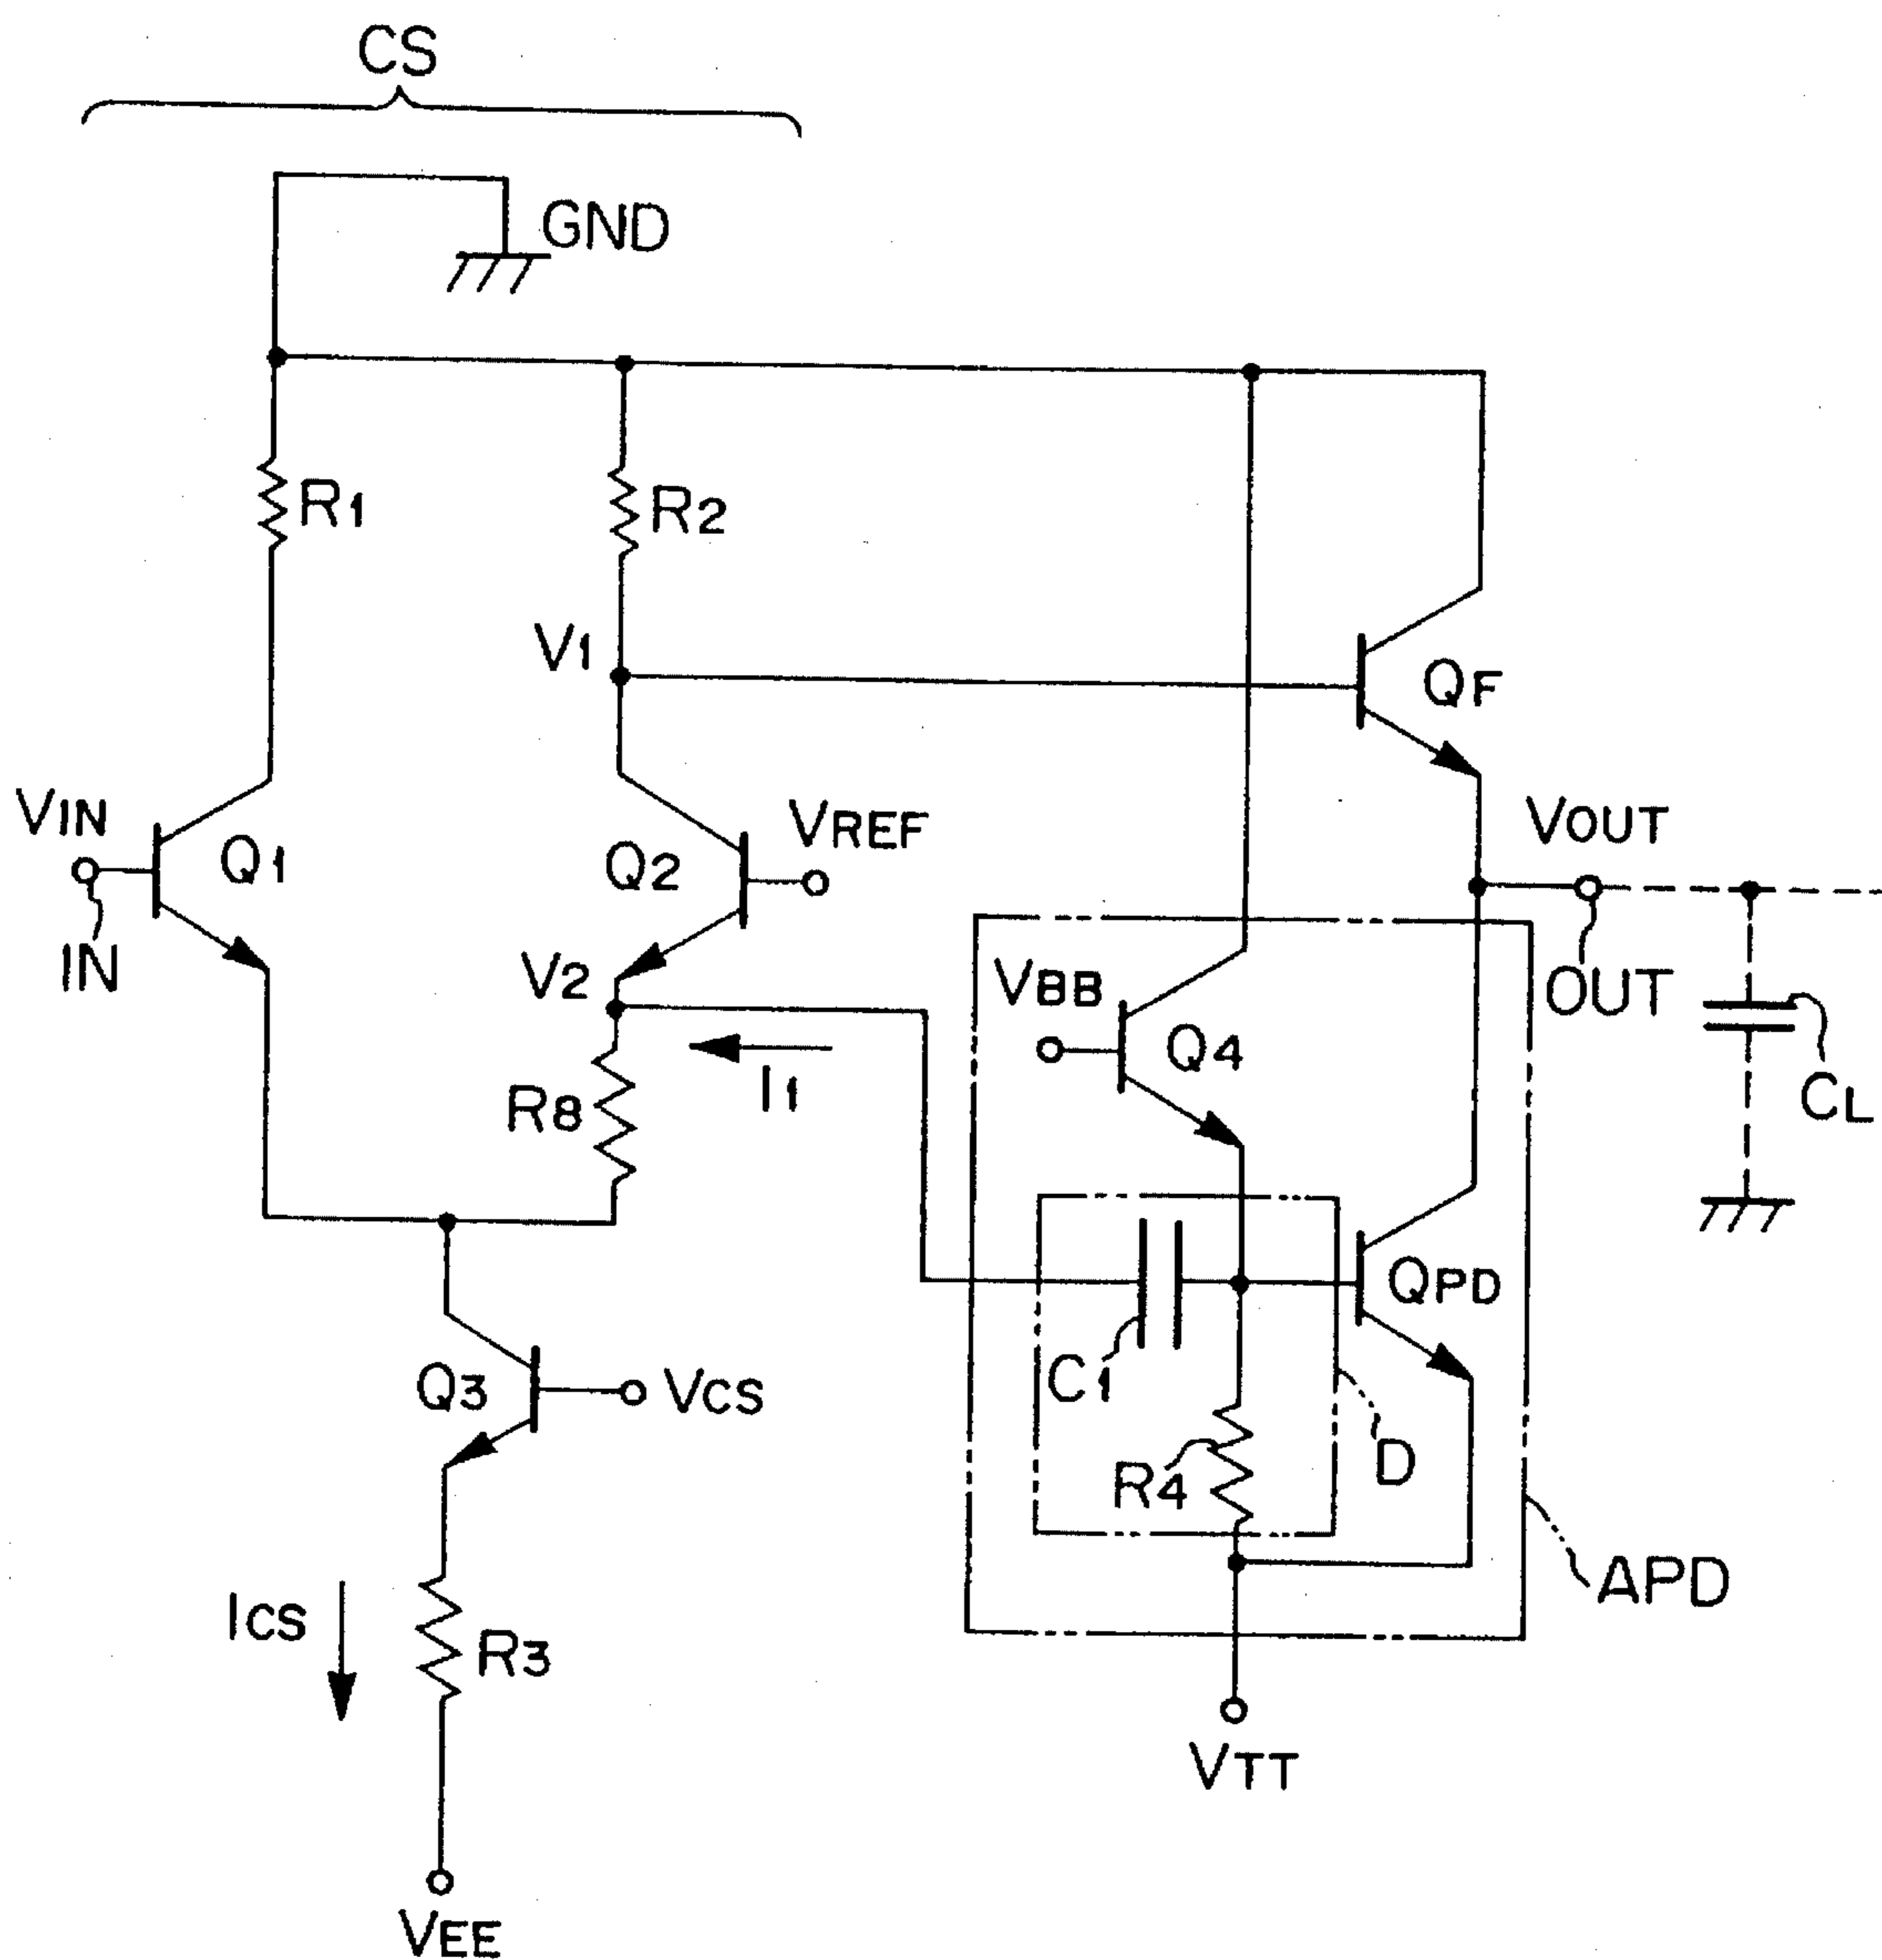 CS
GND
R1
R2
V1
QF
VIN
Q1
Q2
VREF
VOUT
IN
V2
VBB
OUT
Q4
I1
R8
CL
QPD
C1
Q3
VCS
R4
D
ICS
R3
APD
VTT
VEE